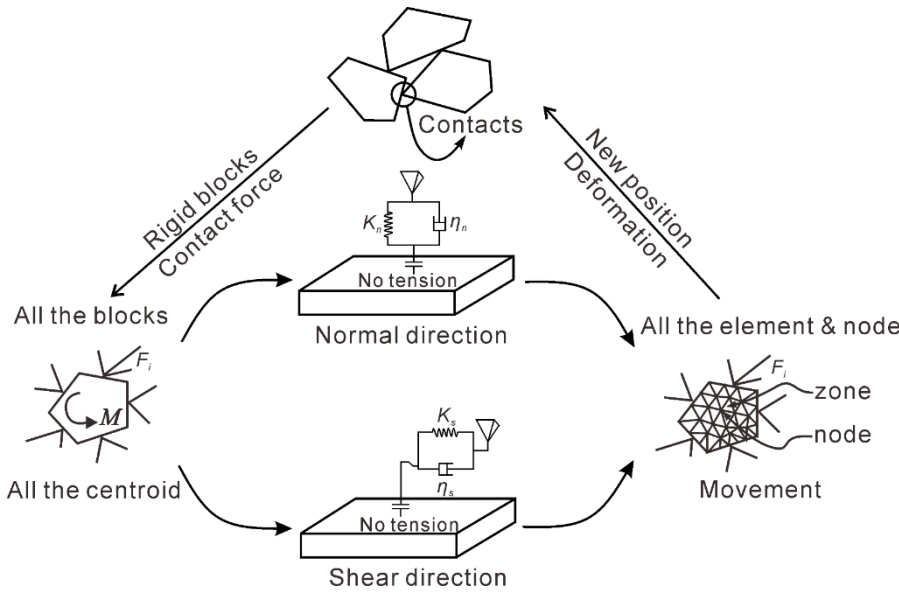 Contacts
Rigid blocks
Contact force
New position
Deformation
Kn
ηn
No tension
Normal direction
All the blocks
Fi
M
All the centroid
All the element & node
Fi
zone
node
Movement
Ks
ηs
No tension
Shear direction